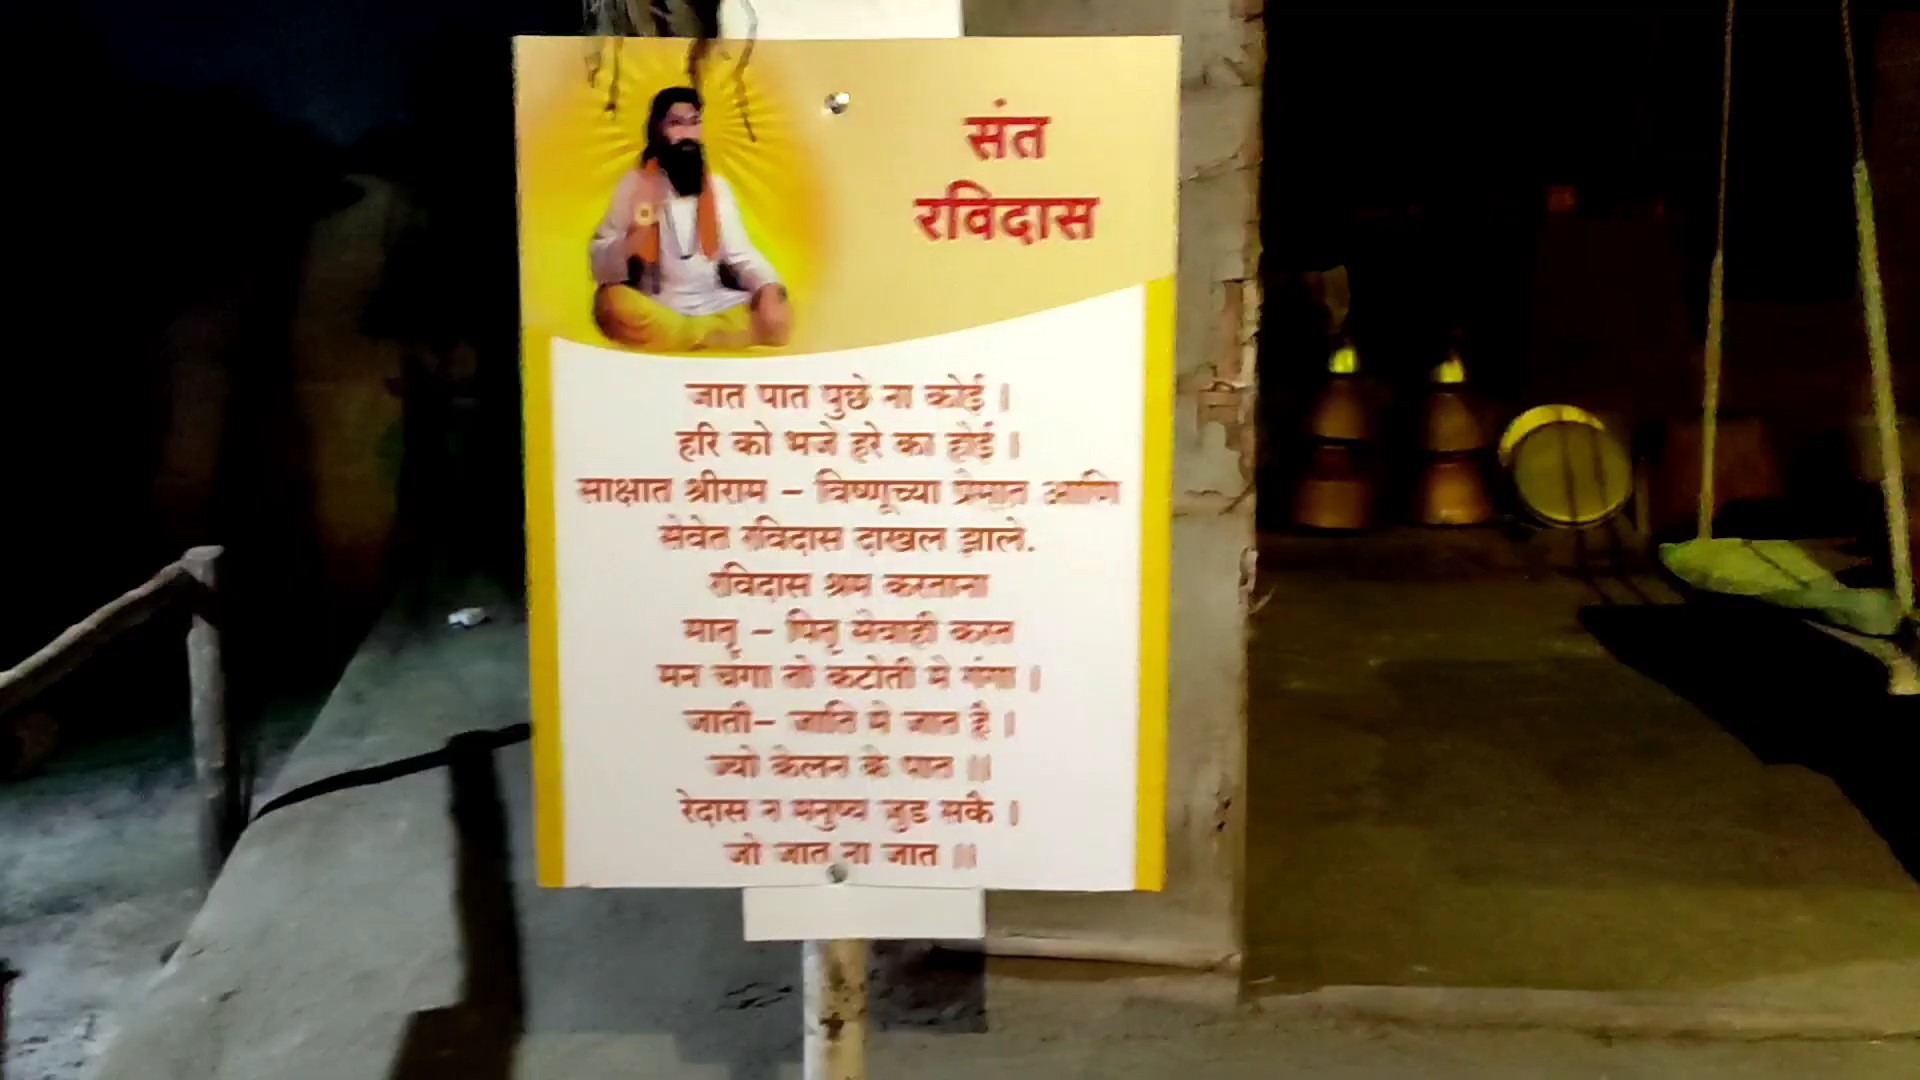 संत
रविदास
जात पात पुछे ना कोई ।
हरि को भजे हरे का होई ।
साक्षात श्रीराम – विष्णूच्या प्रेमात आणि
सेवेत रविदास दाखल झाले.
रविदास श्रम करताना
मातृ – पितृ सेवाही करत
मन चंगा तो कटोती मे गंगा ।
जाती– जाति मे जात है ।
ज्यो केलन के पात ॥
रेदास न मनुष्य जुड सकै ।
जो जात ना जात ॥